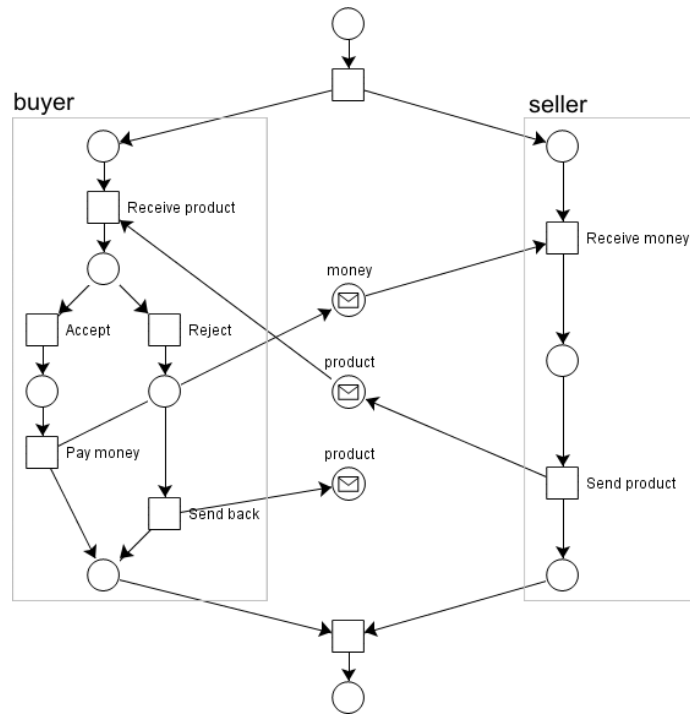 buyer
seller
Receive product
Receive money
money
Accept
Reject
product
Pay money
product
Send product
Send back